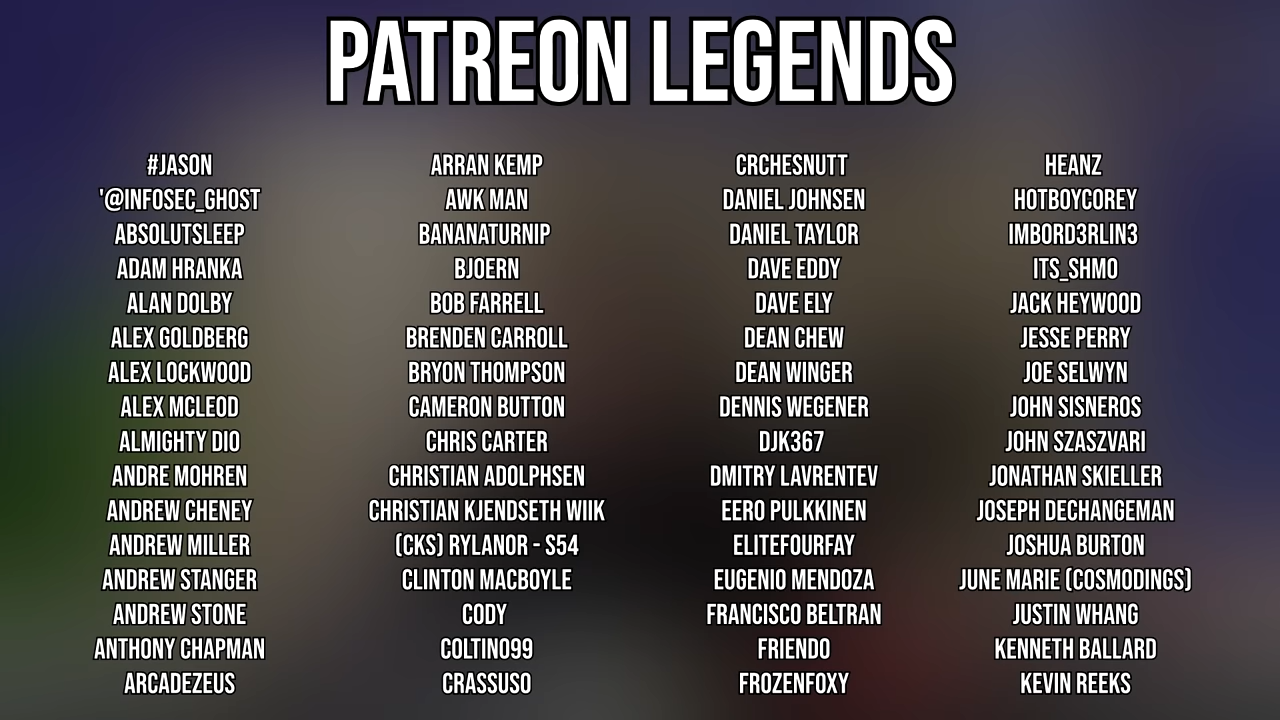 PATREON LEGENDS
#JASON
'@INFOSEC_GHOST
ABSOLUTSLEEP
ADAM HRANKA
ALAN DOLBY
ALEX GOLDBERG
ALEX LOCKWOOD
ALEX MCLEOD
ALMIGHTY DIO
ANDRE MOHREN
ANDREW CHENEY
ANDREW MILLER
ANDREW STANGER
ANDREW STONE
ANTHONY CHAPMAN
ARCADEZEUS
ARRAN KEMP
AWK MAN
BANANATURNIP
BJOERN
BOB FARRELL
BRENDEN CARROLL
BRYON THOMPSON
CAMERON BUTTON
CHRIS CARTER
CHRISTIAN ADOLPHSEN
CHRISTIAN KJENDSETH WIIK
(CKS) RYLANOR - S54
CLINTON MACBOYLE
CODY
COLTINO99
CRASSUSO
CRCHESNUTT
DANIEL JOHNSEN
DANIEL TAYLOR
DAVE EDDY
DAVE ELY
DEAN CHEW
DEAN WINGER
DENNIS WEGENER
DJK367
DMITRY LAVRENTEV
EERO PULKKINEN
ELITEFOURFAY
EUGENIO MENDOZA
FRANCISCO BELTRAN
FRIENDO
FROZENFOXY
HEANZ
HOTBOYCOREY
IMBORD3RLIN3
ITS_SHMO
JACK HEYWOOD
JESSE PERRY
JOE SELWYN
JOHN SISNEROS
JOHN SZASZVARI
JONATHAN SKIELLER
JOSEPH DECHANGEMAN
JOSHUA BURTON
JUNE MARIE (COSMODINGS)
JUSTIN WHANG
KENNETH BALLARD
KEVIN REEKS